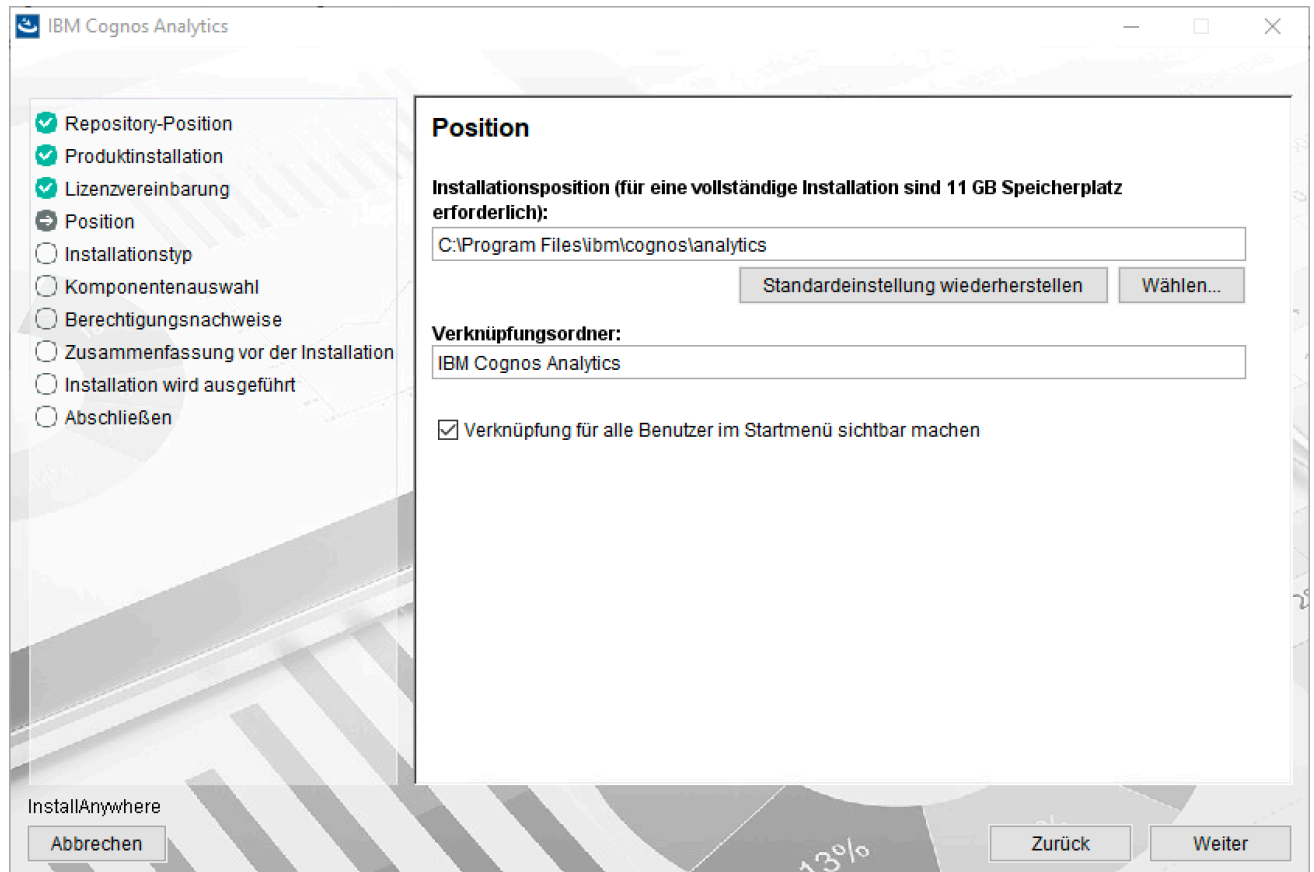 IBM Cognos Analytics
Repository-Position
Produktinstallation
Lizenzvereinbarung
Position
Installationstyp
Komponentenauswahl
Berechtigungsnachweise
Zusammenfassung vor der Installation
Installation wird ausgeführt
Abschließen
Position
Installationsposition (für eine vollständige Installation sind 11 GB Speicherplatz
erforderlich):
C:\Program Files\ibm\cognos\analytics
Standardeinstellung wiederherstellen
Wählen...
Verknüpfungsordner:
IBM Cognos Analytics
Verknüpfung für alle Benutzer im Startmenü sichtbar machen
InstallAnywhere
Abbrechen
13%
Zurück
Weiter